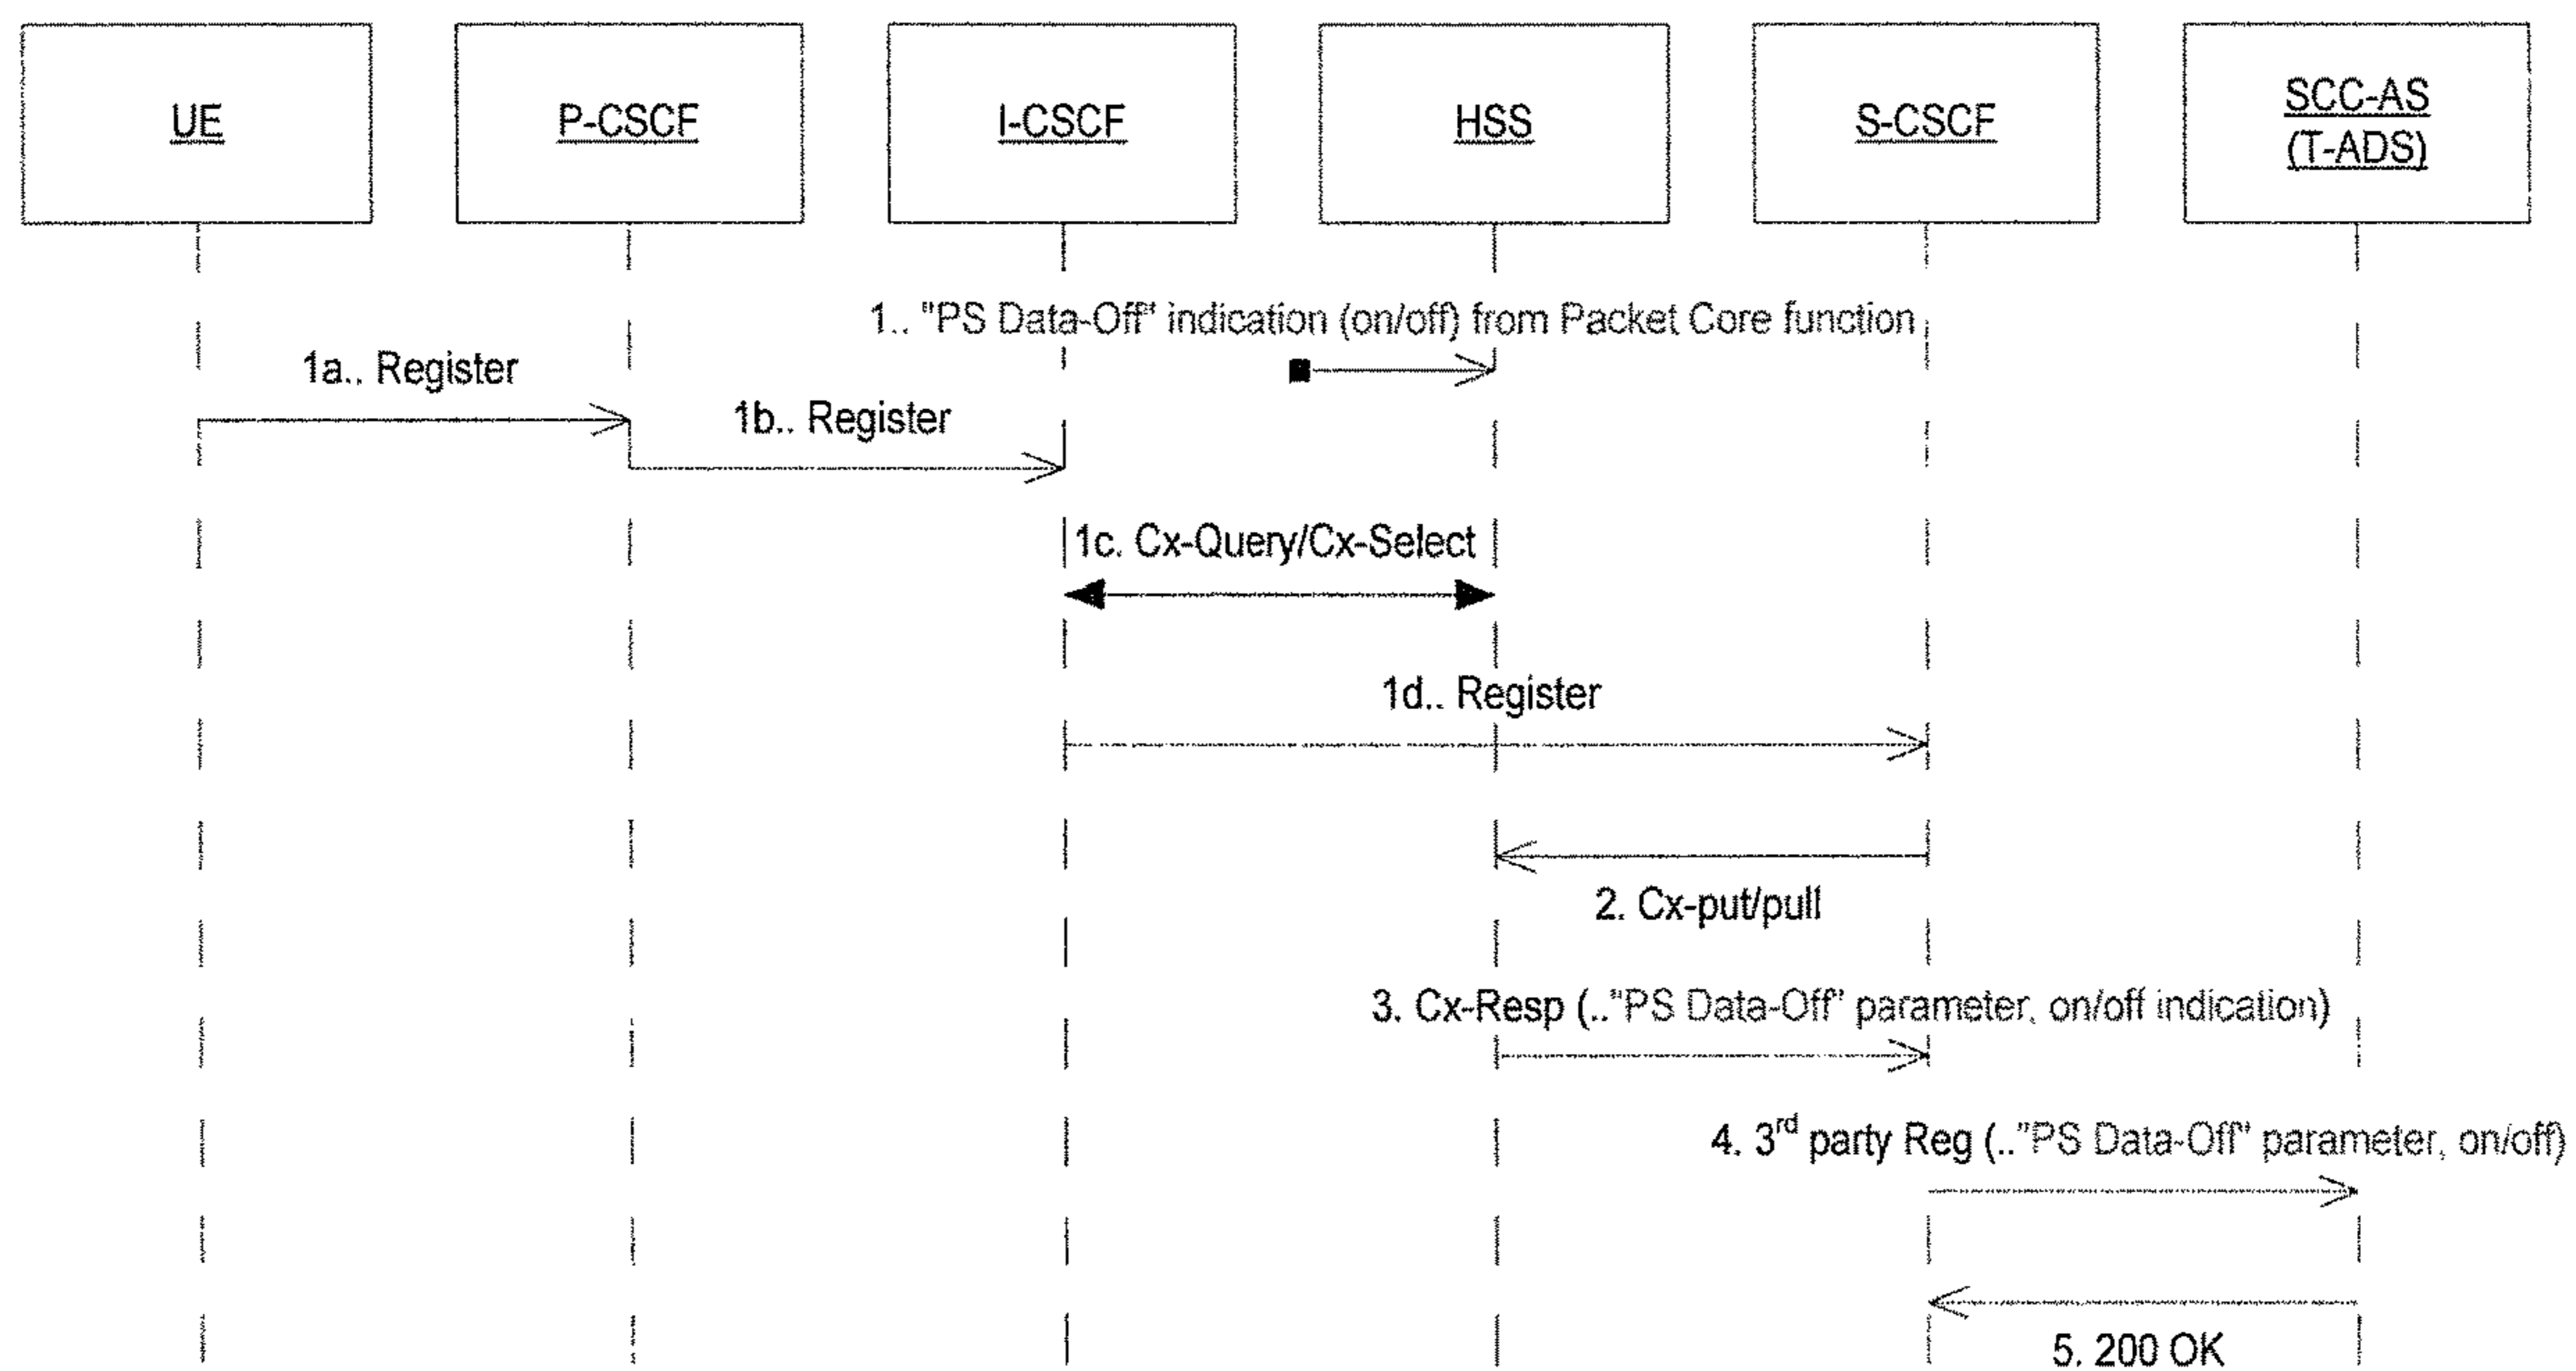 UE
P-CSCF
I-CSCF
HSS
S-CSCF
SCC-AS
(T-ADS)
1.. "PS Data-Off" indication (on/off) from Packet Core function
1a.. Register
1b.. Register
1c. Cx-Query/Cx-Select
1d.. Register
2. Cx-put/pull
3. Cx-Resp (.."PS Data-Off" parameter, on/off indication)
4. 3rd party Reg (.."PS Data-Off" parameter, on/off)
5. 200 OK